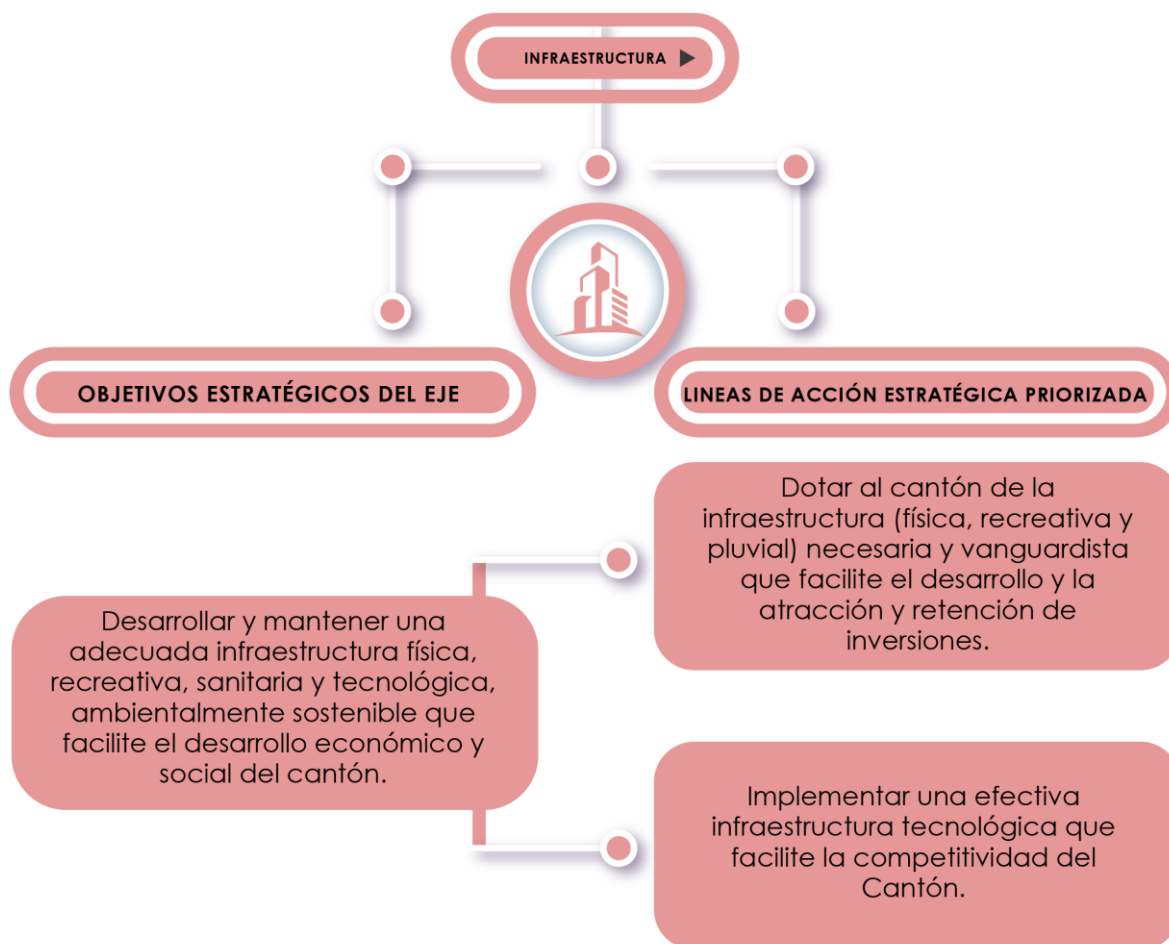 INFRAESTRUCTURA
OBJETIVOS ESTRATÉGICOS DEL EJE
LINEAS DE ACCIÓN ESTRATÉGICA PRIORIZADA
Desarrollar y mantener una
adecuada infraestructura física,
recreativa, sanitaria y tecnológica,
ambientalmente sostenible que
facilite el desarrollo económico y
social del cantón.
Dotar al cantón de la
infraestructura (física, recreativa y
pluvial) necesaria y vanguardista
que facilite el desarrollo y la
atracción y retención de
inversiones.
Implementar una efectiva
infraestructura tecnológica que
facilite la competitividad del
Cantón.